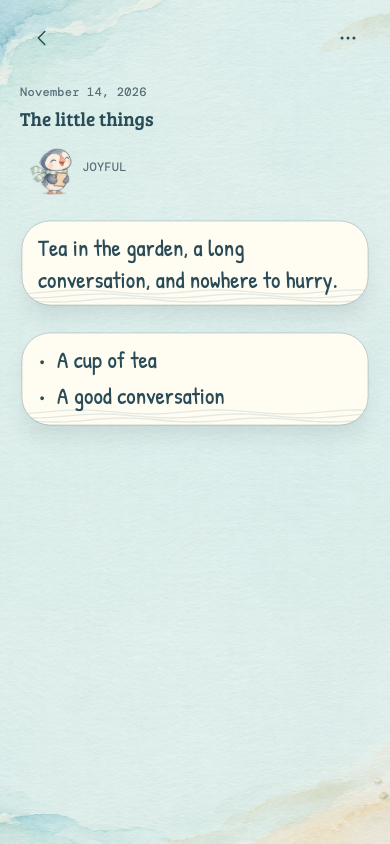 November 14, 2026
The little things
JOYFUL
Tea in the garden, a long
conversation, and nowhere to hurry.
• A cup of tea
• A good conversation